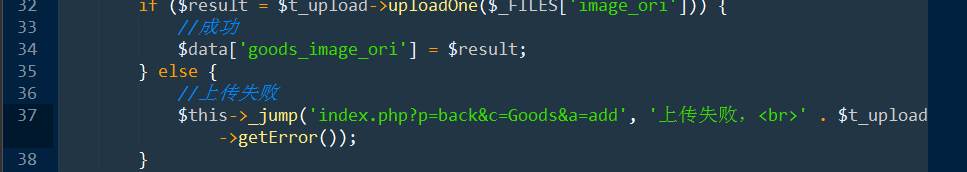 32 if ($result = $t_upload->uploadOne($_FILES['image_ori'])) {
33 //成功
34 $data['goods_image_ori'] = $result;
35 } else {
36 //上传失败
37 $this->_jump('index.php?p=back&c=Goods&a=add', '上传失败，<br>' . $t_upload
->getError());
38 }